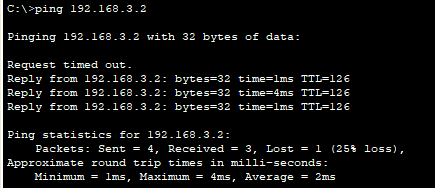 C:\>ping 192.168.3.2
Pinging 192.168.3.2 with 32 bytes of data:
Request timed out.
Reply from 192.168.3.2: bytes=32 time=1ms TTL=126
Reply from 192.168.3.2: bytes=32 time=4ms TTL=126
Reply from 192.168.3.2: bytes=32 time=1ms TTL=126
Ping statistics for 192.168.3.2:
    Packets: Sent = 4, Received = 3, Lost = 1 (25% loss),
Approximate round trip times in milli-seconds:
    Minimum = 1ms, Maximum = 4ms, Average = 2ms